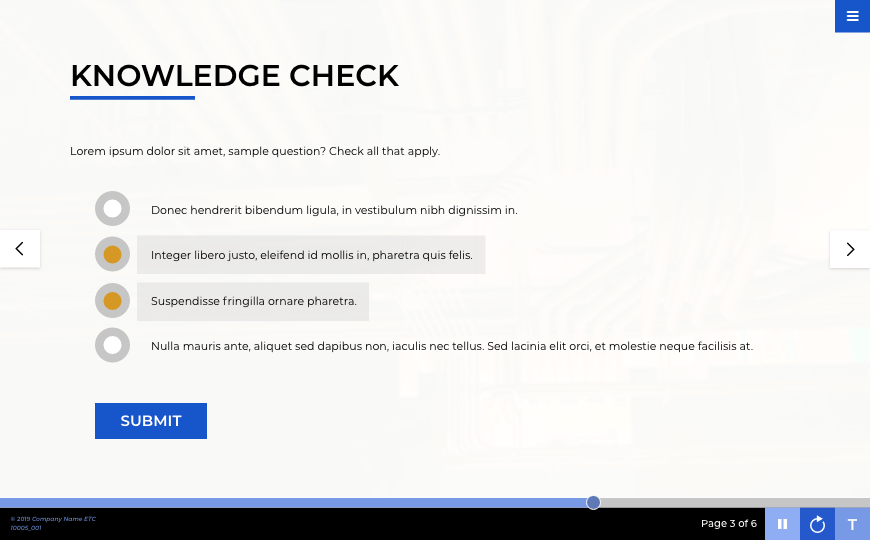 KNOWLEDGE CHECK
Lorem ipsum dolor sit amet, sample question? Check all that apply.
Donec hendrerit bibendum ligula, in vestibulum nibh dignissim in.
Integer libero justo, eleifend id mollis in, pharetra quis felis.
Suspendisse fringilla ornare pharetra.
Nulla mauris ante, aliquet sed dapibus non, iaculis nec tellus. Sed lacinia elit orci, et molestie neque facilisis at.
SUBMIT
© 2019 Company Name ETC
10005_001
Page 3 of 6
T